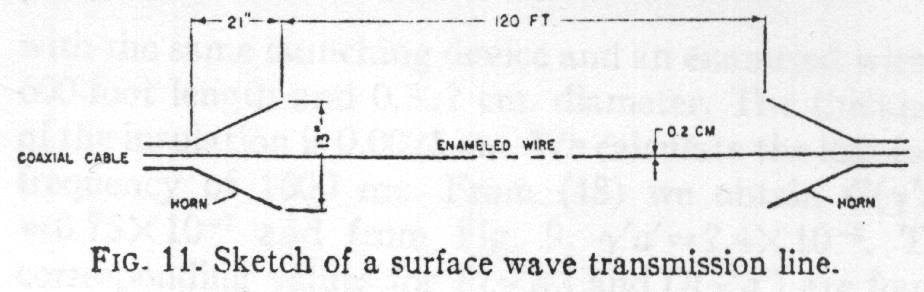 21"
120 FT
13"
0.2 CM
ENAMELED WIRE
COAXIAL CABLE
HORN
HORN
FIG. 11. Sketch of a surface wave transmission line.